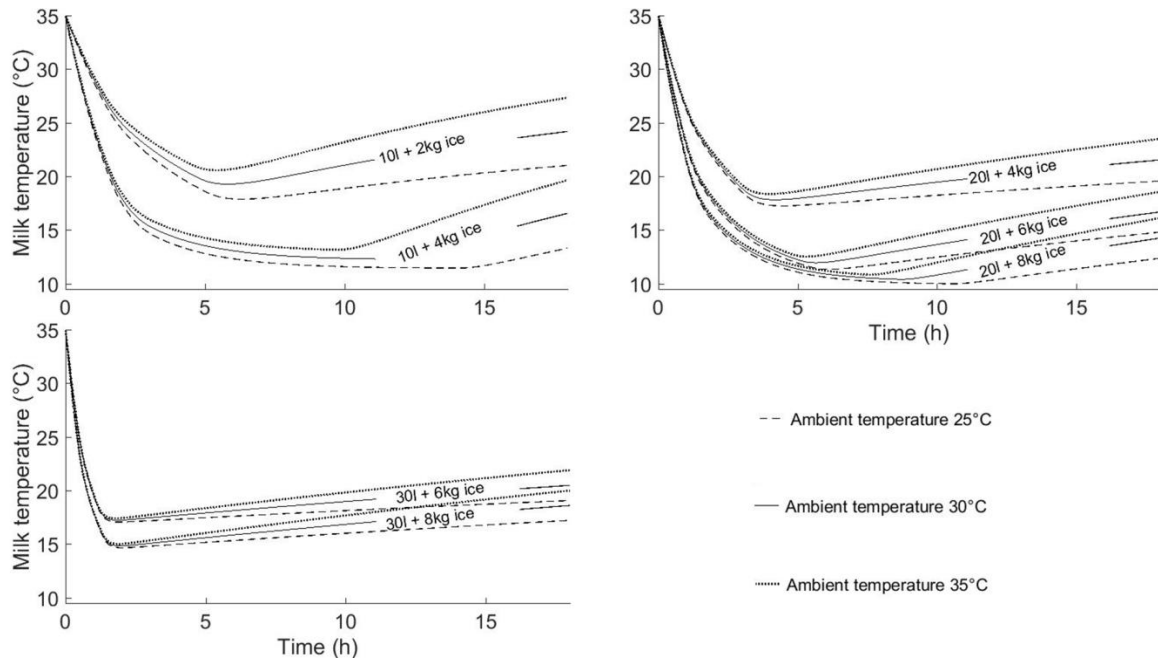 35
30
25
20
15
10
Milk temperature (°C)
0
5
10
15
10l + 2kg ice
10l + 4kg ice
35
30
25
20
15
10
Milk temperature (°C)
0
5
10
15
Time (h)
20l + 4kg ice
20l + 6kg ice
20l + 8kg ice
35
30
25
20
15
10
Milk temperature (°C)
0
5
10
15
Time (h)
30l + 6kg ice
30l + 8kg ice
Ambient temperature 25°C
Ambient temperature 30°C
Ambient temperature 35°C